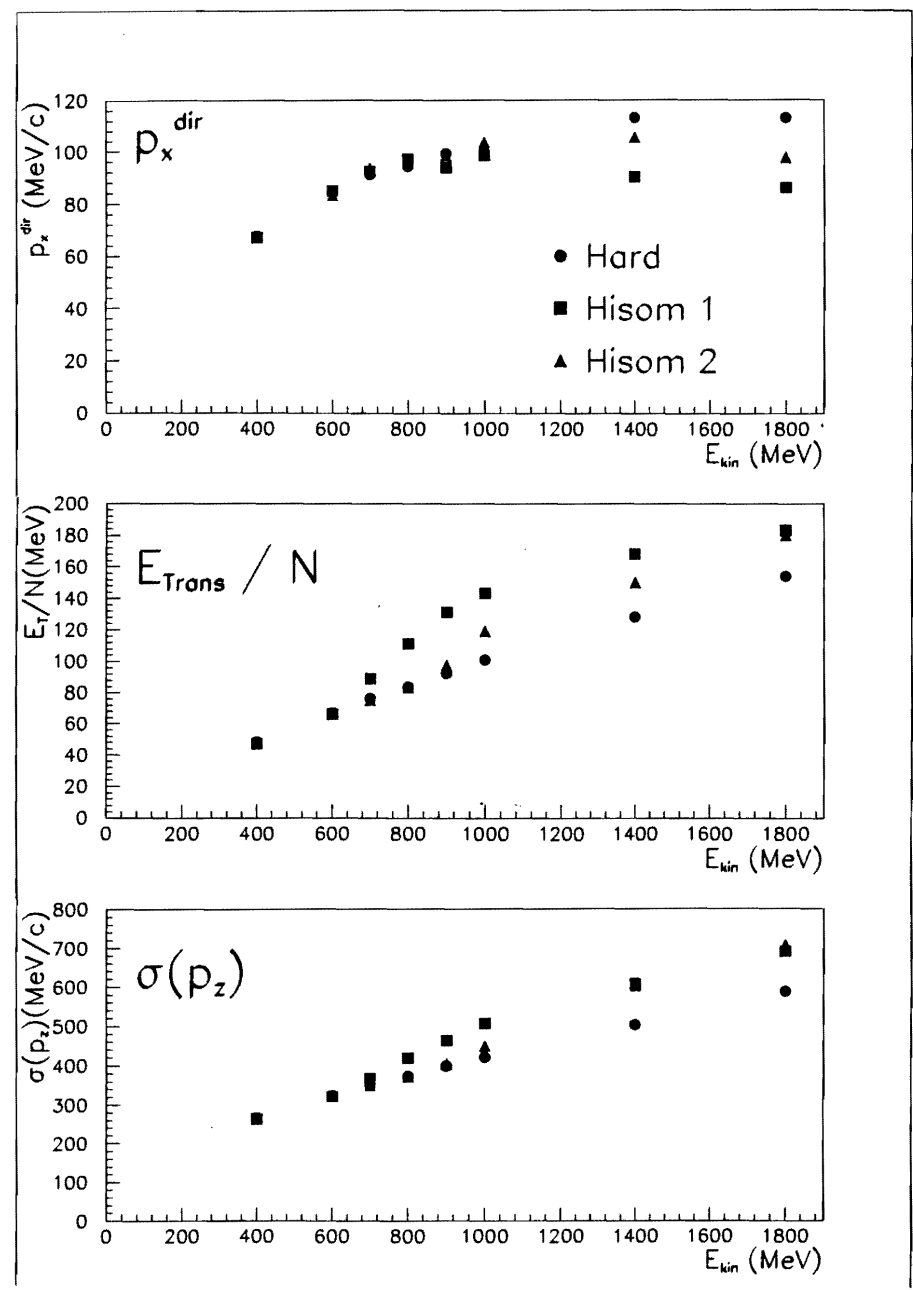 120
100
80
60
40
20
0
p_x^dir (MeV/c)
p_x^dir
● Hard
■ Hisom 1
▲ Hisom 2
0 200 400 600 800 1000 1200 1400 1600 1800
E_kin (MeV)
200
180
160
140
120
100
80
60
40
20
0
E_T/N(MeV)
E_Trans / N
0 200 400 600 800 1000 1200 1400 1600 1800
E_kin (MeV)
800
700
600
500
400
300
200
100
0
σ(p_z)(MeV/c)
σ(p_z)
0 200 400 600 800 1000 1200 1400 1600 1800
E_kin (MeV)